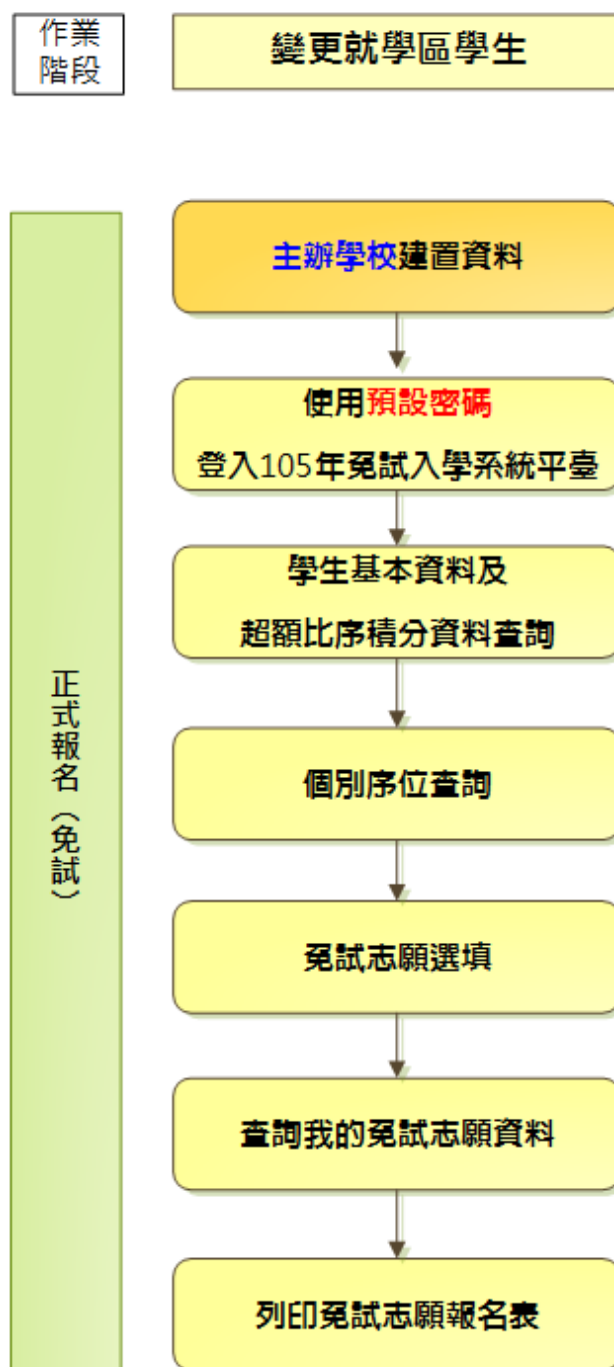 作業
階段
變更就學區學生
正式報名（免試）
主辦學校建置資料
使用預設密碼
登入105年免試入學系統平臺
學生基本資料及
超額比序積分資料查詢
個別序位查詢
免試志願選填
查詢我的免試志願資料
列印免試志願報名表